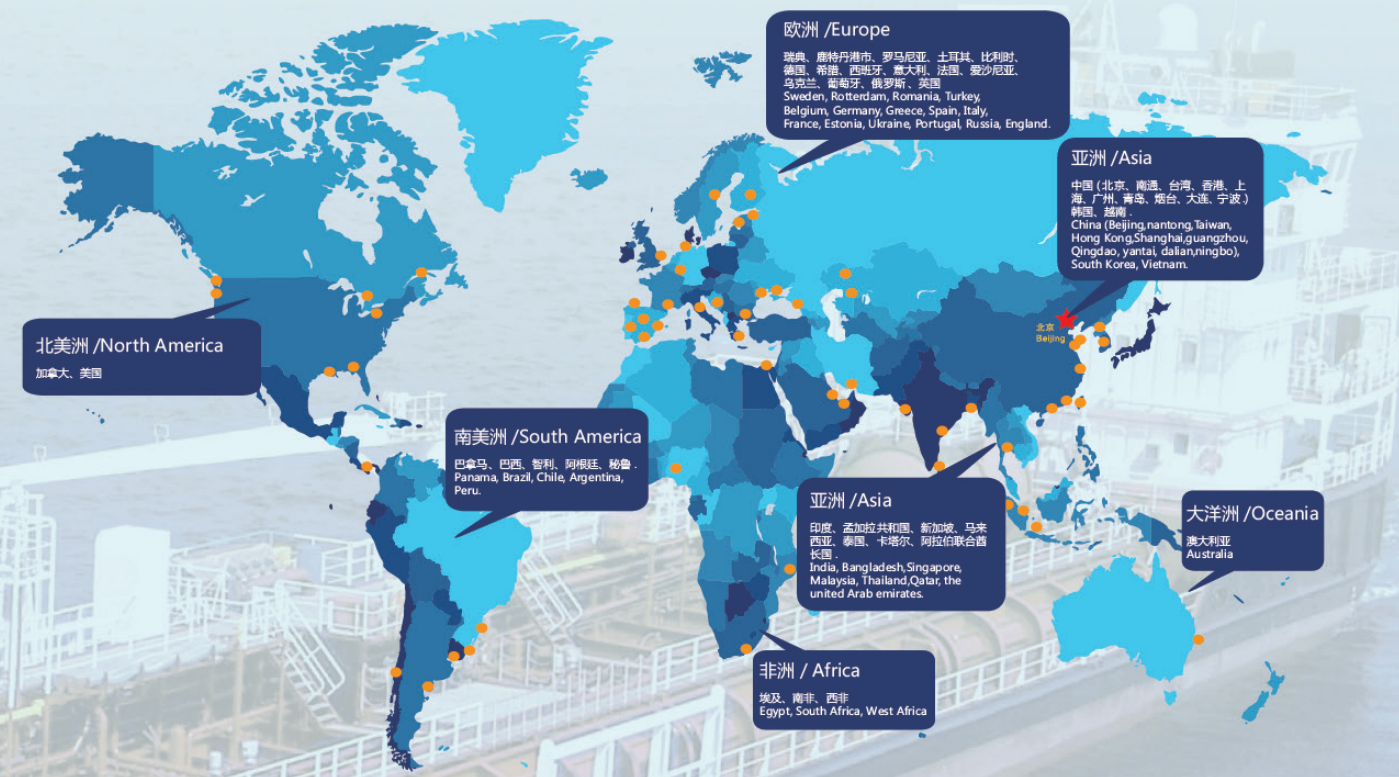 欧洲 /Europe
瑞典、鹿特丹港市、罗马尼亚、土耳其、比利时、
德国、希腊、西班牙、意大利、法国、爱沙尼亚、
乌克兰、葡萄牙、俄罗斯、英国
Sweden, Rotterdam, Romania, Turkey,
Belgium, Germany, Greece, Spain, Italy,
France, Estonia, Ukraine, Portugal, Russia, England.
亚洲 /Asia
中国 ( 北京、南通、台湾、香港、上
海、广州、青岛、烟台、大连、宁波 .)
韩国、越南 .
China (Beijing,nantong,Taiwan,
Hong Kong,Shanghai,guangzhou,
Qingdao, yantai, dalian,ningbo),
South Korea, Vietnam.
北京
Beijing
北美洲 /North America
加拿大、美国
南美洲 /South America
巴拿马、巴西、智利、阿根廷、秘鲁 .
Panama, Brazil, Chile, Argentina,
Peru.
亚洲 /Asia
印度、孟加拉共和国、新加坡、马来
西亚、泰国、卡塔尔、阿拉伯联合酋
长国 .
India, Bangladesh,Singapore,
Malaysia, Thailand,Qatar, the
united Arab emirates.
大洋洲 /Oceania
澳大利亚
Australia
非洲 / Africa
埃及、南非、西非
Egypt, South Africa, West Africa